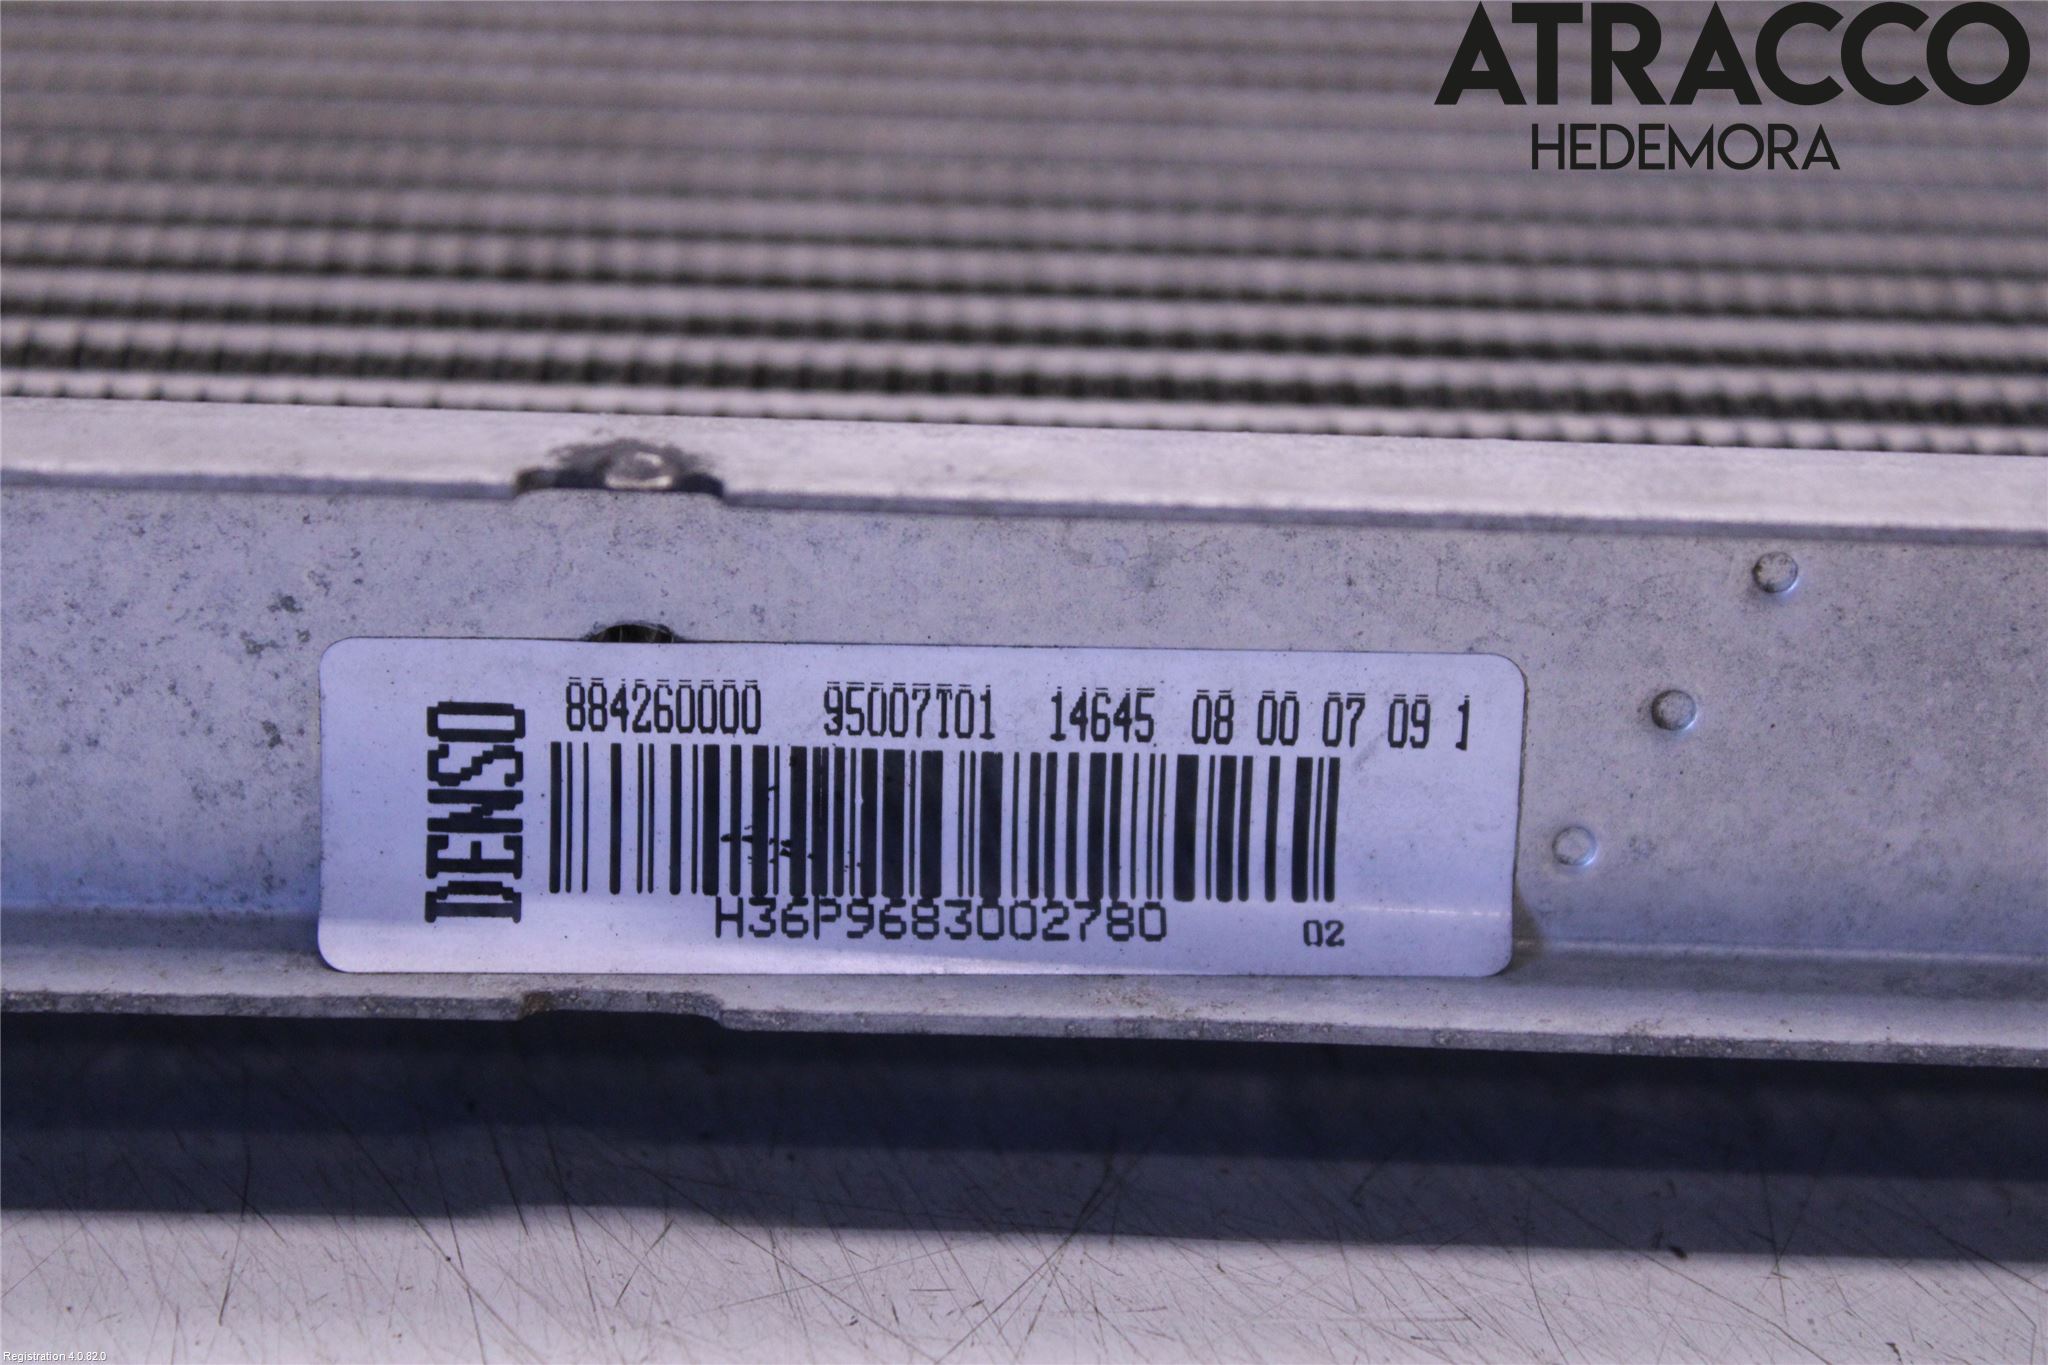 ATRACCO
HEDEMORA
884260000 95007T01 14645 08 00 07 09 1
DENSO
H36P9683002780 02
Registration 4.0.82.0